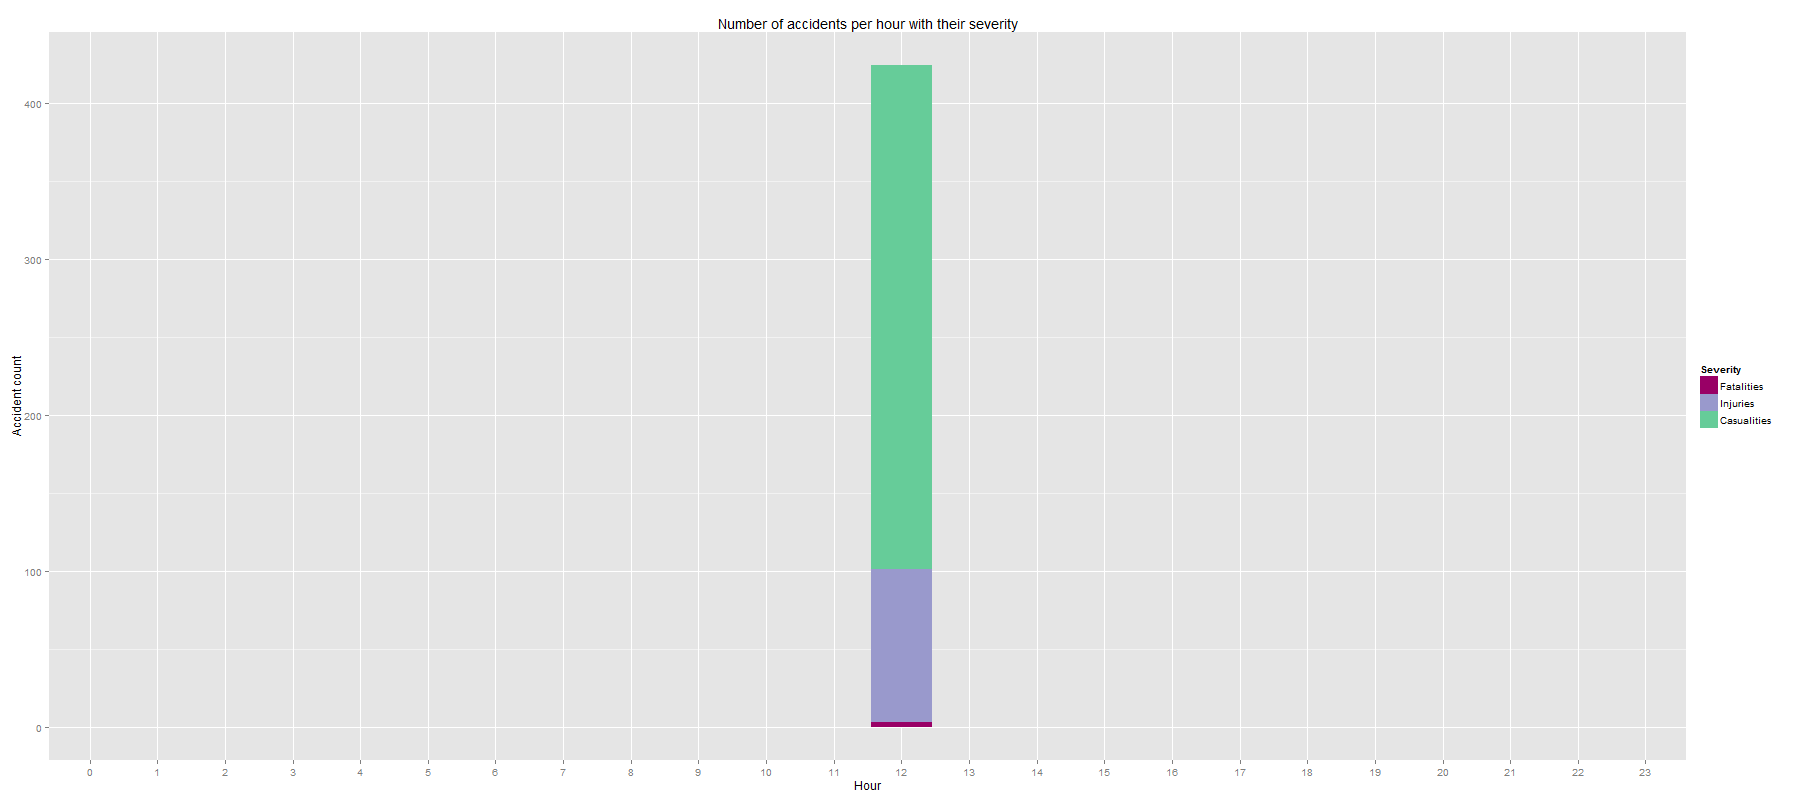 Number of accidents per hour with their severity
Accident count
400
300
200
100
0
0 1 2 3 4 5 6 7 8 9 10 11 12 13 14 15 16 17 18 19 20 21 22 23
Hour
Severity
Fatalities
Injuries
Casualities